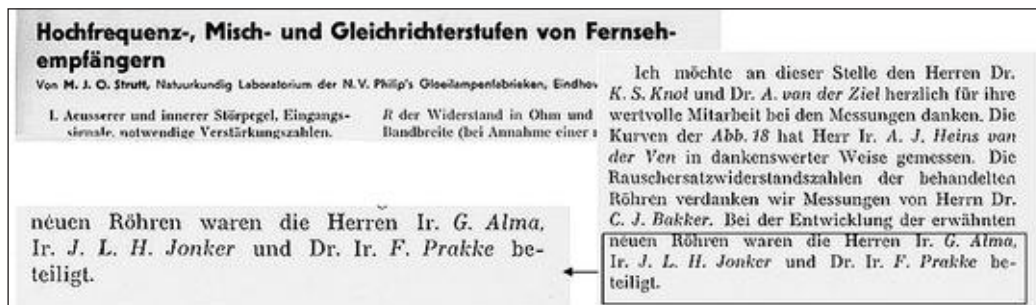 Hochfrequenz-, Misch- und Gleichrichterstufen von Fernseh-
empfängern
Von M. J. O. Strutt, Natuurkundig Laboratorium der N. V. Philip's Gloeilampenfabrieken, Eindhov
I. Aeusserer und innerer Störpegel, Eingangs-
signale, notwendige Verstärkungszahlen.
R der Widerstand in Ohm und
Bandbreite (bei Annahme einer
Ich möchte an dieser Stelle den Herren Dr.
K. S. Knol und Dr. A. van der Ziel herzlich für ihre
wertvolle Mitarbeit bei den Messungen danken. Die
Kurven der Abb. 18 hat Herr Ir. A. J. Heins van
der Ven in dankenswerter Weise gemessen. Die
Rauschersatzwiderstandszahlen der behandelten
Röhren verdanken wir Messungen von Herrn Dr.
C. J. Bakker. Bei der Entwicklung der erwähnten
neuen Röhren waren die Herren Ir. G. Alma,
Ir. J. L. H. Jonker und Dr. Ir. F. Prakke be-
teiligt.
neuen Röhren waren die Herren Ir. G. Alma,
Ir. J. L. H. Jonker und Dr. Ir. F. Prakke be-
teiligt.